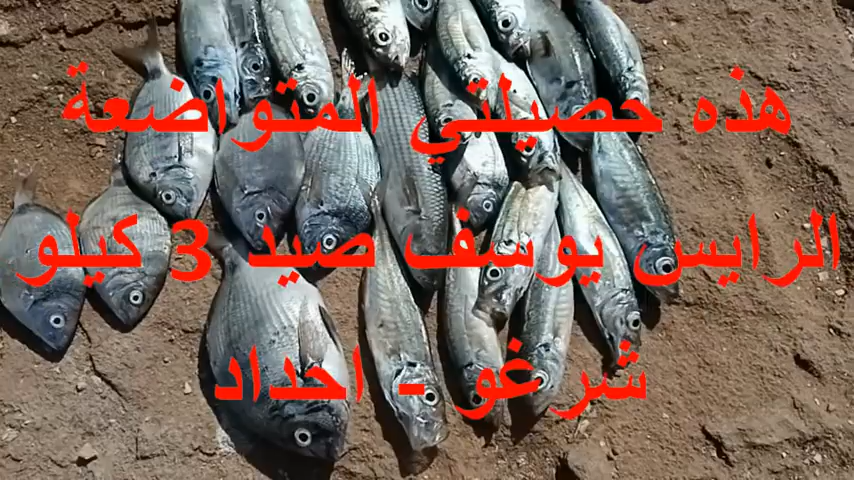 هذه حصيلتي المتواضعة
الرايس يوسف صيد 3 كيلو
شرغو - احداد